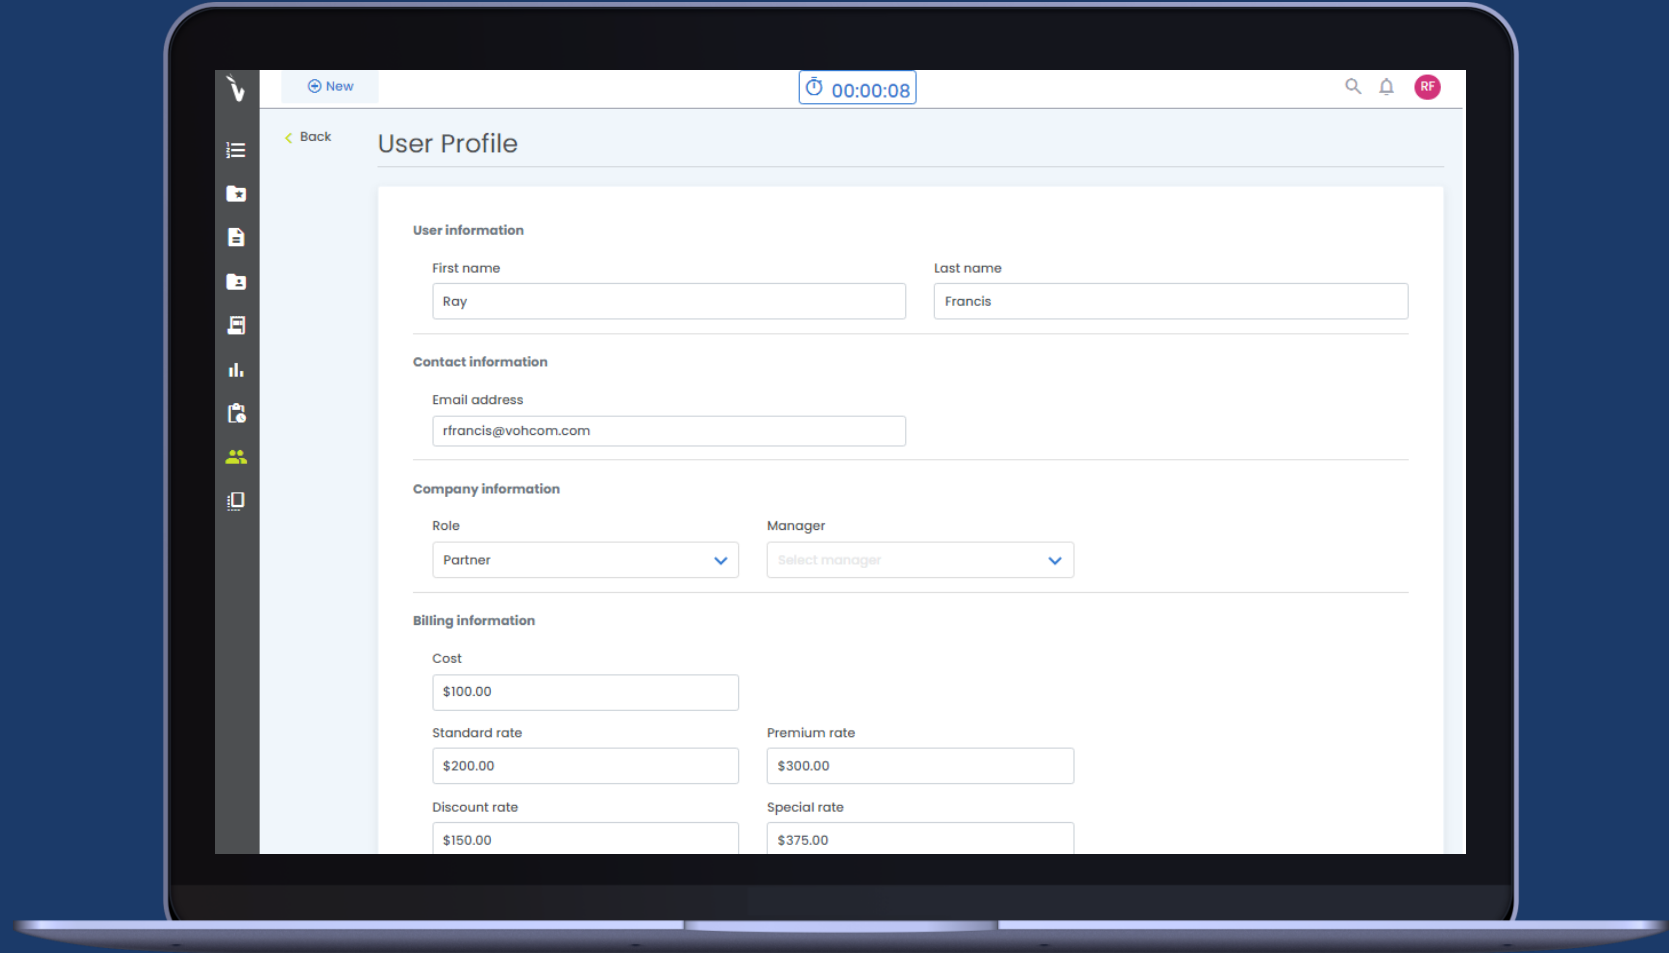 New
00:00:08
RF
Back
User Profile
User information
First name
Last name
Ray
Francis
Contact information
Email address
rfrancis@vohcom.com
Company information
Role
Manager
Partner
Select manager
Billing information
Cost
$100.00
Standard rate
Premium rate
$200.00
$300.00
Discount rate
Special rate
$150.00
$375.00